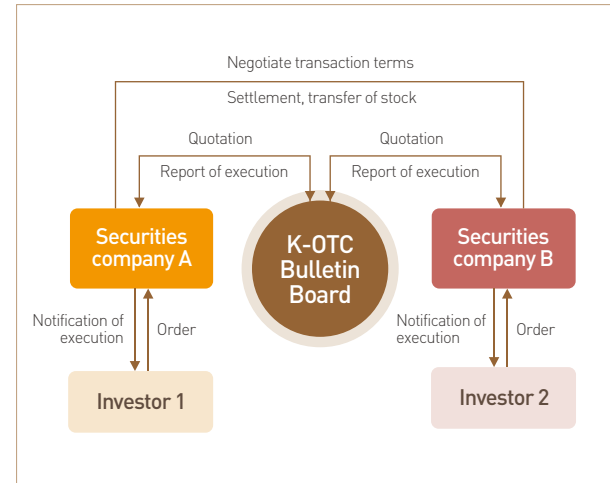 Negotiate transaction terms
Settlement, transfer of stock
Quotation
Quotation
Report of execution
Report of execution
Securities
company A
K-OTC
Bulletin
Board
Securities
company B
Notification of
execution
Order
Notification of
execution
Order
Investor 1
Investor 2